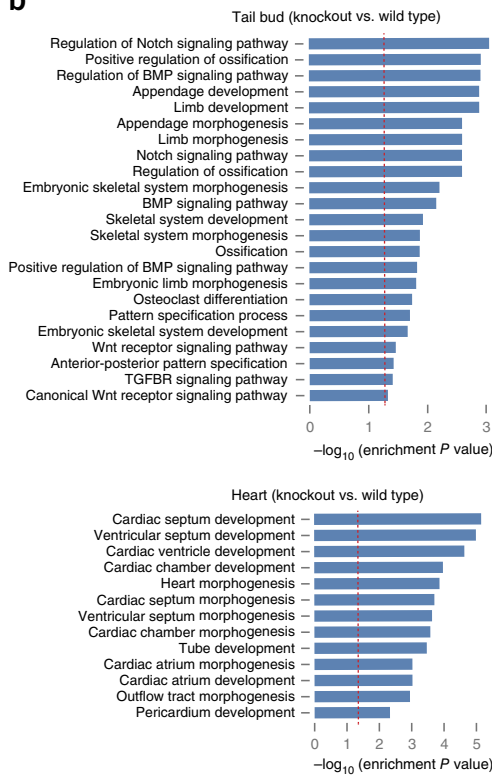 b
Tail bud (knockout vs. wild type)
Regulation of Notch signaling pathway
Positive regulation of ossification
Regulation of BMP signaling pathway
Appendage development
Limb development
Appendage morphogenesis
Limb morphogenesis
Notch signaling pathway
Regulation of ossification
Embryonic skeletal system morphogenesis
BMP signaling pathway
Skeletal system development
Skeletal system morphogenesis
Ossification
Positive regulation of BMP signaling pathway
Embryonic limb morphogenesis
Osteoclast differentiation
Pattern specification process
Embryonic skeletal system development
Wnt receptor signaling pathway
Anterior-posterior pattern specification
TGFBR signaling pathway
Canonical Wnt receptor signaling pathway
0 1 2 3
–log10 (enrichment P value)
Heart (knockout vs. wild type)
Cardiac septum development
Ventricular septum development
Cardiac ventricle development
Cardiac chamber development
Heart morphogenesis
Cardiac septum morphogenesis
Ventricular septum morphogenesis
Cardiac chamber morphogenesis
Tube development
Cardiac atrium morphogenesis
Cardiac atrium development
Outflow tract morphogenesis
Pericardium development
0 1 2 3 4 5
–log10 (enrichment P value)